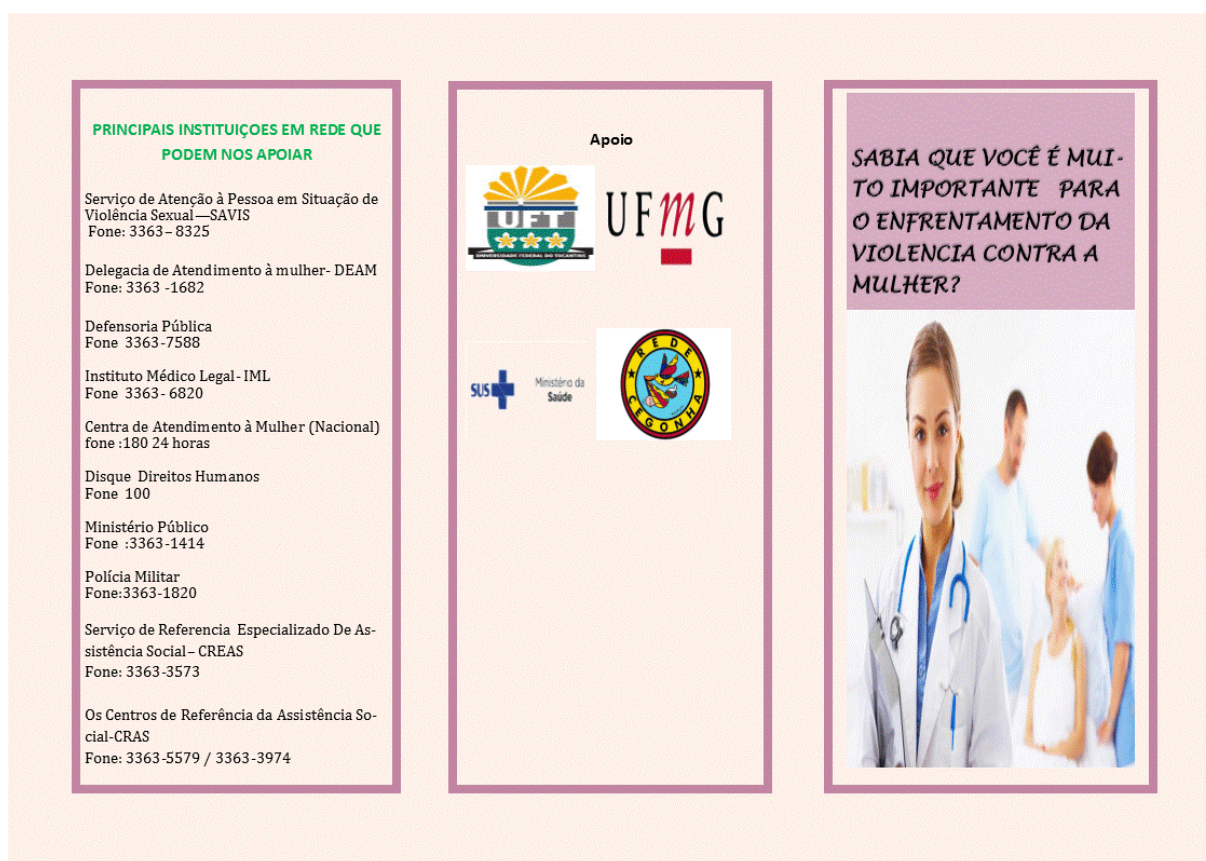 PRINCIPAIS INSTITUIÇOES EM REDE QUE
PODEM NOS APOIAR
Serviço de Atenção à Pessoa em Situação de
Violência Sexual—SAVIS
Fone: 3363– 8325
Delegacia de Atendimento à mulher- DEAM
Fone: 3363 -1682
Defensoria Pública
Fone 3363-7588
Instituto Médico Legal- IML
Fone 3363- 6820
Centra de Atendimento à Mulher (Nacional)
fone :180 24 horas
Disque Direitos Humanos
Fone 100
Ministério Público
Fone :3363-1414
Polícia Militar
Fone:3363-1820
Serviço de Referencia Especializado De As-
sistência Social– CREAS
Fone: 3363-3573
Os Centros de Referência da Assistência So-
cial-CRAS
Fone: 3363-5579 / 3363-3974
Apoio
UFT
UNIVERSIDADE FEDERAL DO TOCANTINS
UFMG
SUS
Ministério da
Saúde
REDE
CEGONHA
SABIA QUE VOCÊ É MUI-
TO IMPORTANTE PARA
O ENFRENTAMENTO DA
VIOLENCIA CONTRA A
MULHER?